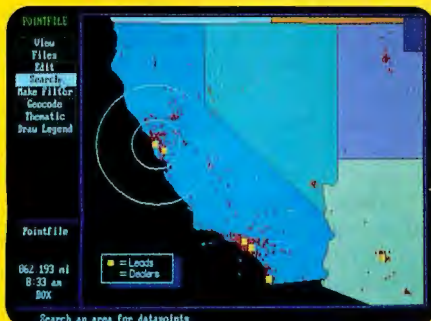 POINTFILE
View
Files
Edit
Search
Make Filter
Geocode
Thematic
Draw Legend
Pointfile
062.193 mi
8:33 am
BOX
= Leads
= Dealers
Search an area for datapoints